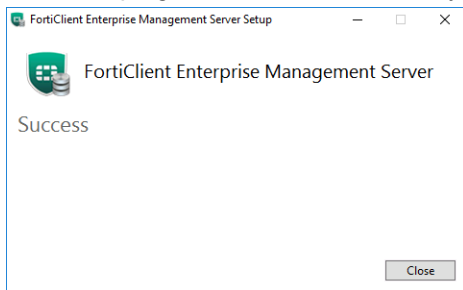 FortiClient Enterprise Management Server Setup
FortiClient Enterprise Management Server
Success
Close